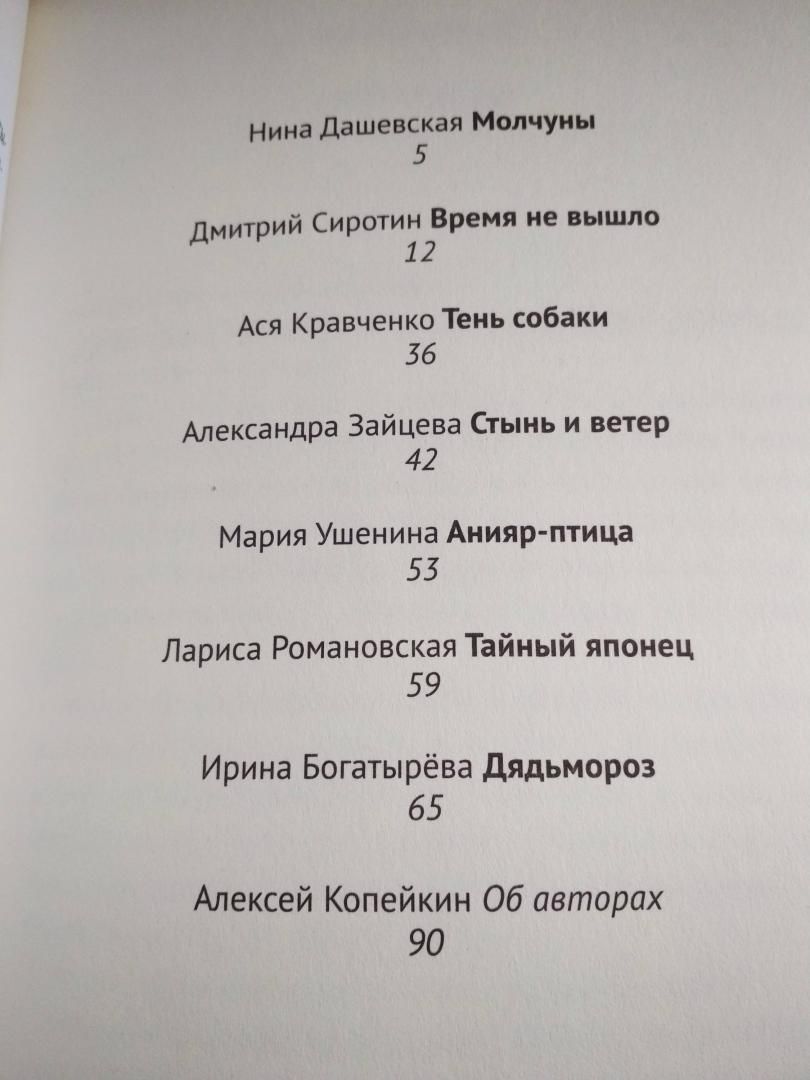 Нина Дашевская Молчуны
5
Дмитрий Сиротин Время не вышло
12
Ася Кравченко Тень собаки
36
Александра Зайцева Стынь и ветер
42
Мария Ушенина Анияр-птица
53
Лариса Романовская Тайный японец
59
Ирина Богатырёва Дядьмороз
65
Алексей Копейкин Об авторах
90